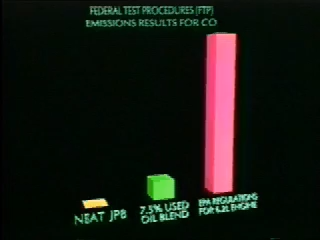 FEDERAL TEST PROCEDURES (FTP)
EMISSIONS RESULTS FOR CO
NEAT JP8
7.5% USED
OIL BLEND
EPA REGULATIONS
FOR 6.2L ENGINE